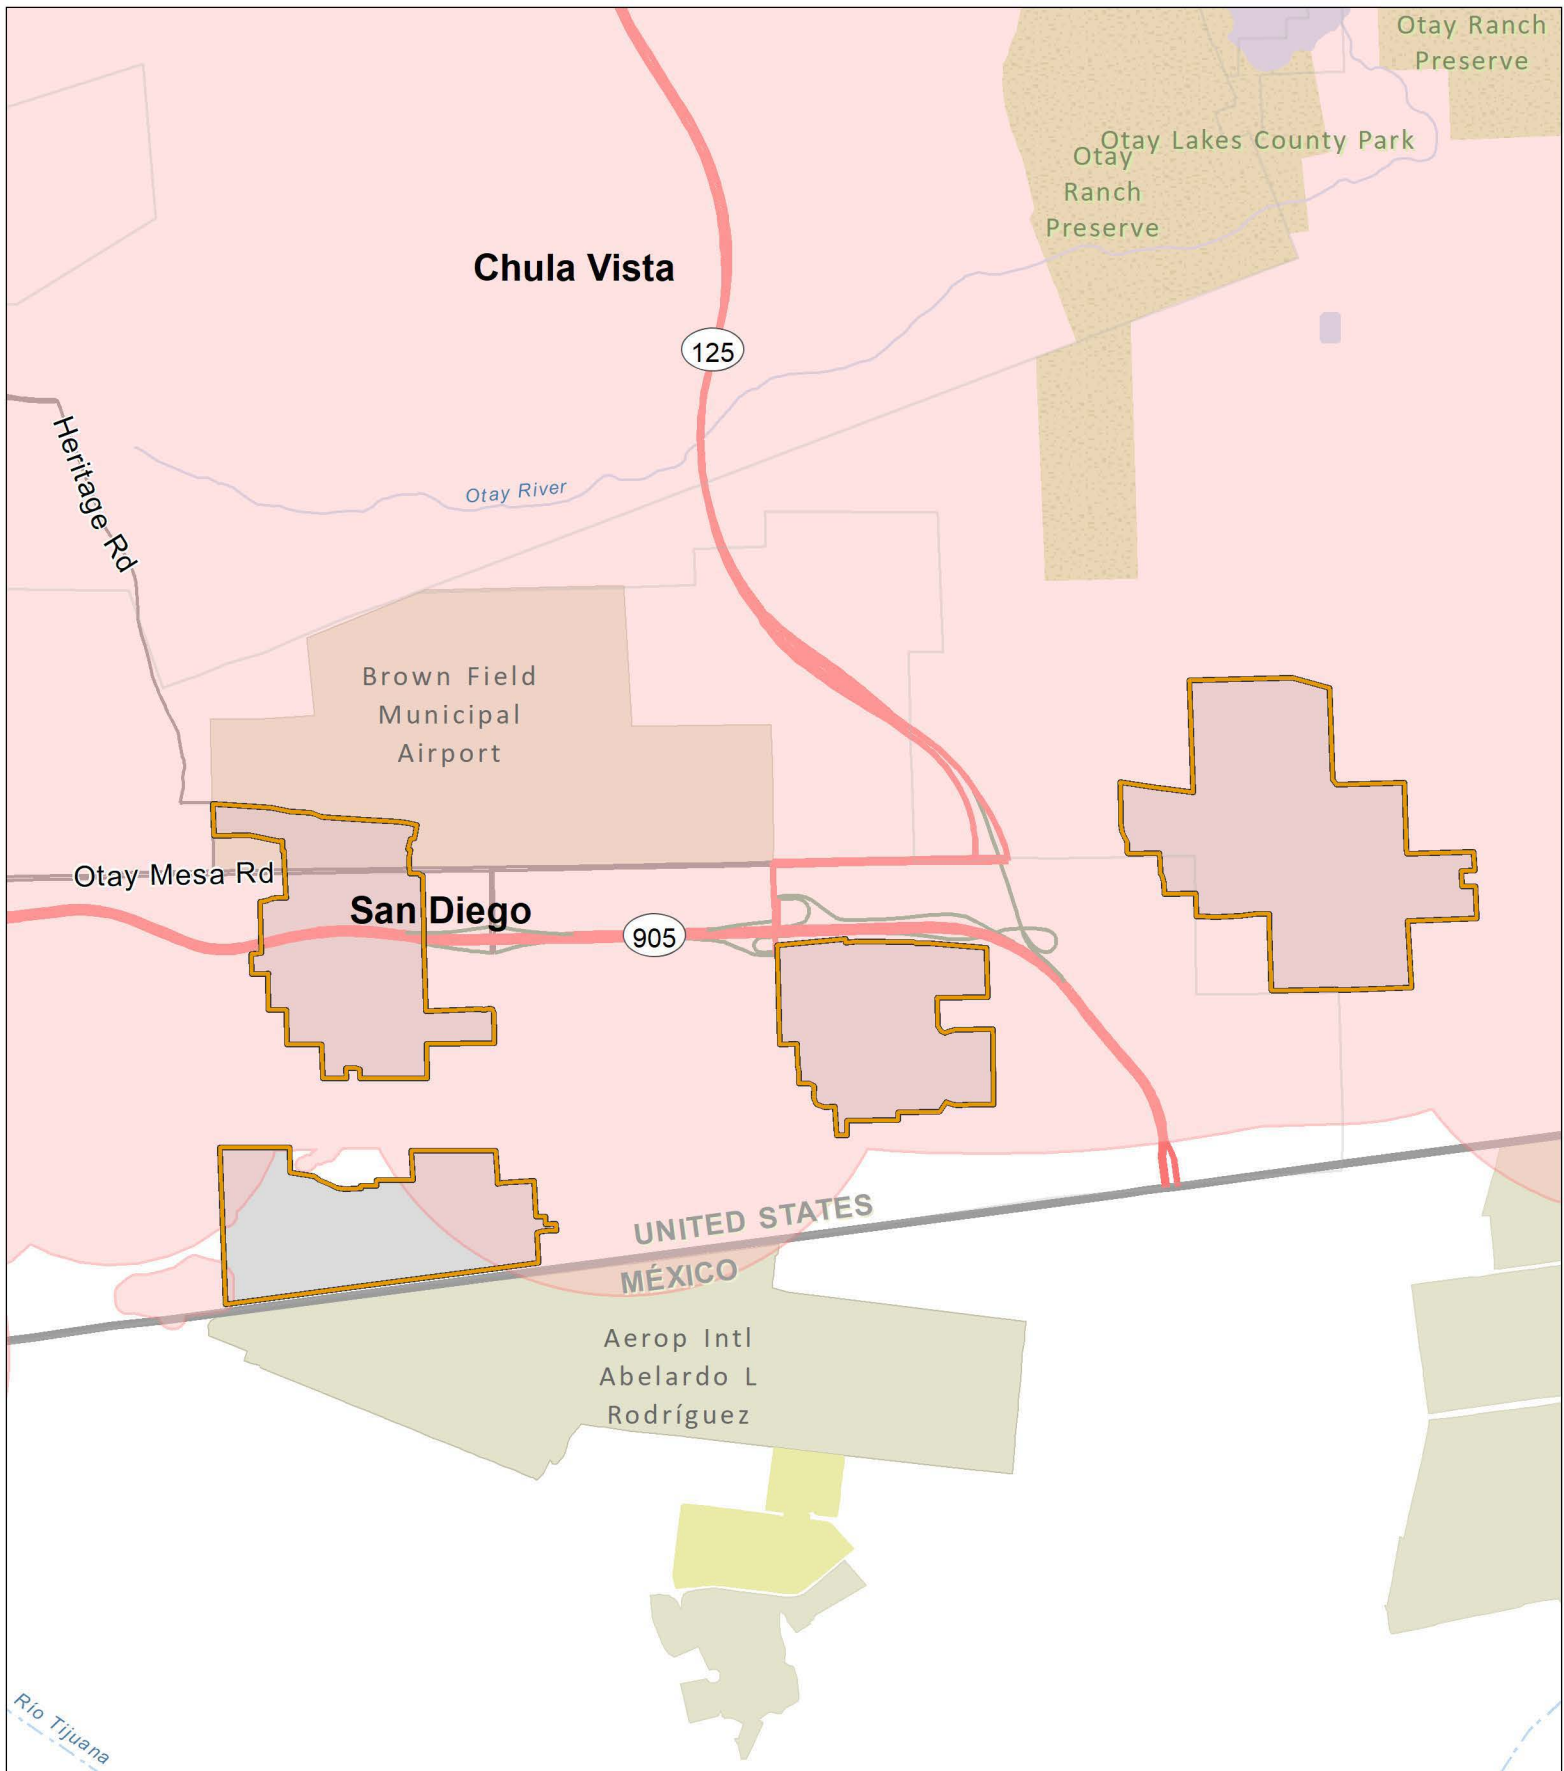 Otay Ranch
Preserve
Otay Lakes County Park
Otay
Ranch
Preserve
Chula Vista
125
Heritage Rd
Otay River
Brown Field
Municipal
Airport
Otay Mesa Rd
San Diego
905
UNITED STATES
MÉXICO
Aerop Intl
Abelardo L
Rodríguez
Río Tijuana